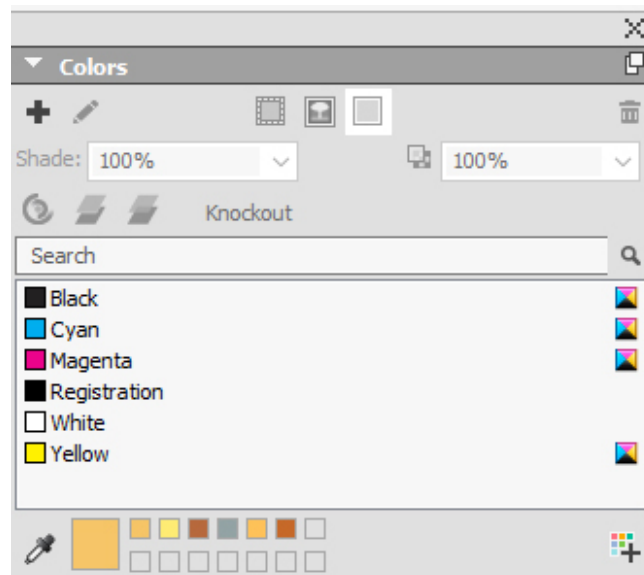 Colors
Shade: 100% 100%
Knockout
Search
Black
Cyan
Magenta
Registration
White
Yellow